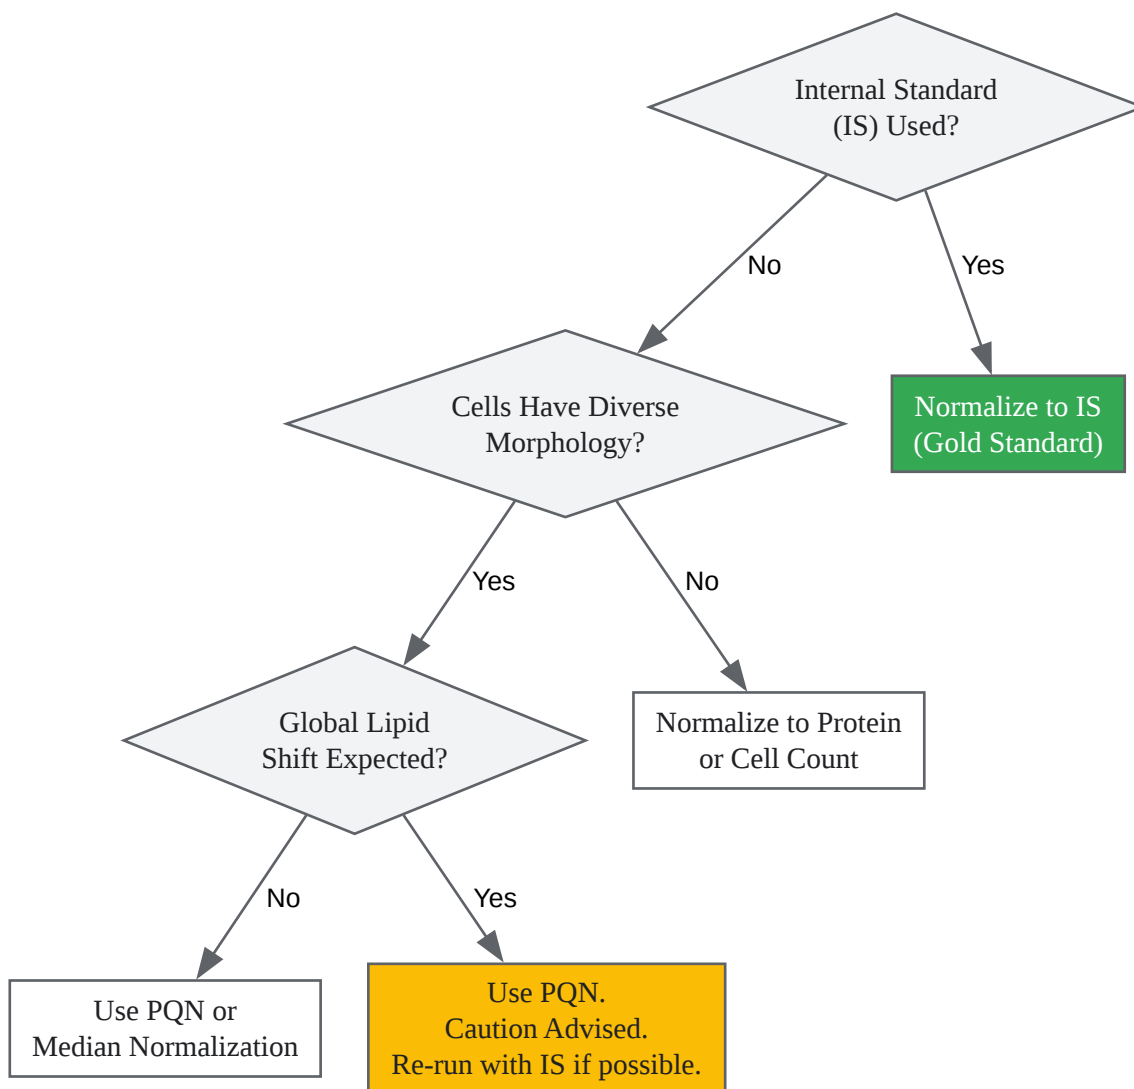 Internal Standard
(IS) Used?
No
Yes
Cells Have Diverse
Morphology?
Normalize to IS
(Gold Standard)
Yes
No
Global Lipid
Shift Expected?
Normalize to Protein
or Cell Count
No
Yes
Use PQN or
Median Normalization
Use PQN.
Caution Advised.
Re-run with IS if possible.